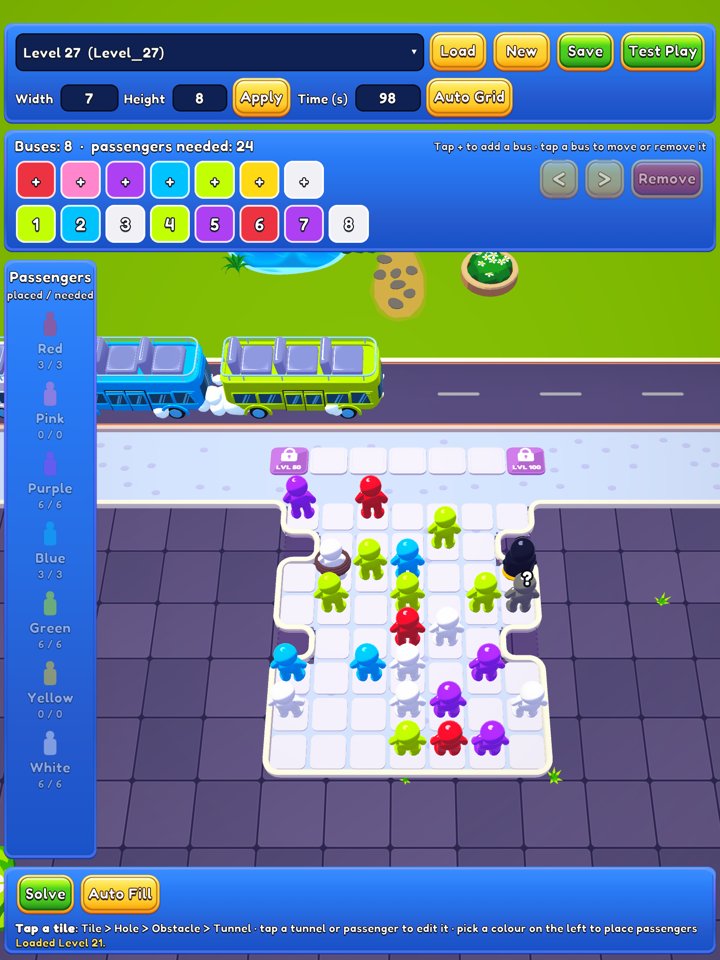 Level 27 (Level_27)
Load
New
Save
Test Play
Width 7 Height 8 Apply Time (s) 98 Auto Grid
Buses: 8 · passengers needed: 24
Tap + to add a bus · tap a bus to move or remove it
+ + + + + + +
< > Remove
1 2 3 4 5 6 7 8
Passengers
placed / needed
Red
3 / 3
Pink
0 / 0
Purple
6 / 6
Blue
3 / 3
Green
6 / 6
Yellow
0 / 0
White
6 / 6
LVL 50
LVL 100
?
Solve
Auto Fill
Tap a tile: Tile > Hole > Obstacle > Tunnel · tap a tunnel or passenger to edit it · pick a colour on the left to place passengers
Loaded Level 21.